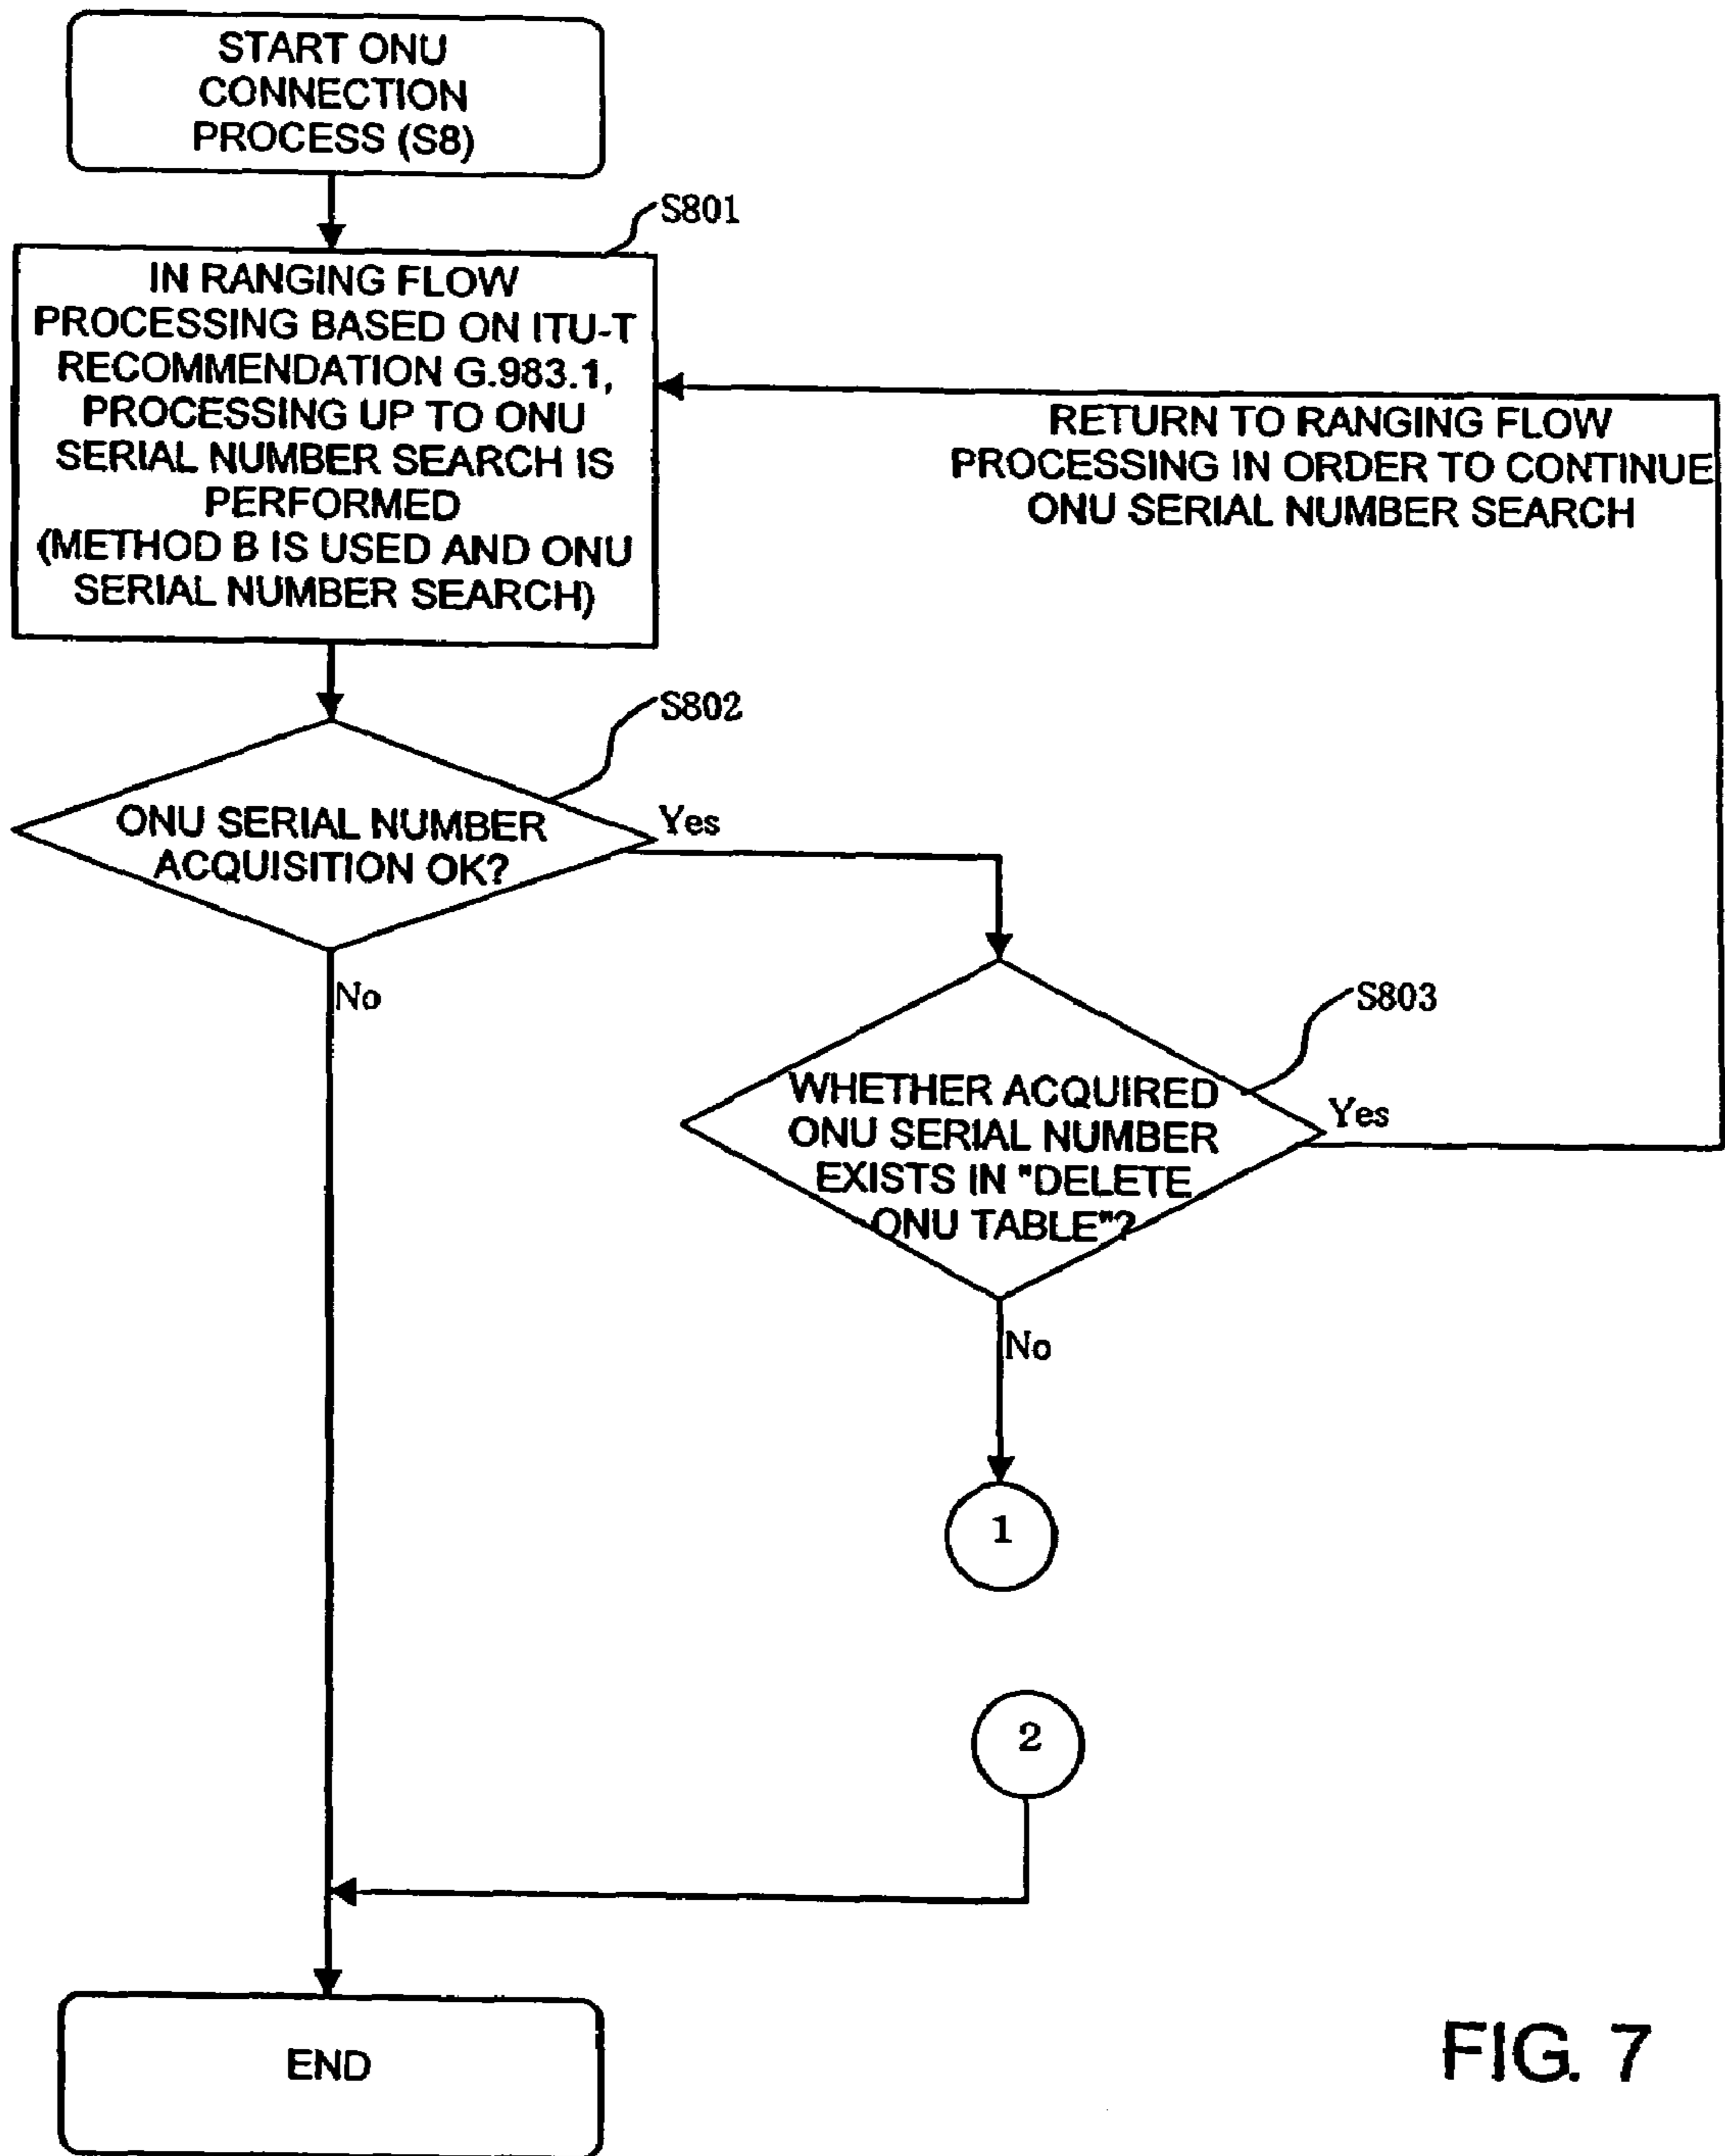 START ONU
CONNECTION
PROCESS (S8)
S801
IN RANGING FLOW
PROCESSING BASED ON ITU-T
RECOMMENDATION G.983.1,
PROCESSING UP TO ONU
SERIAL NUMBER SEARCH IS
PERFORMED
(METHOD B IS USED AND ONU
SERIAL NUMBER SEARCH)
RETURN TO RANGING FLOW
PROCESSING IN ORDER TO CONTINUE
ONU SERIAL NUMBER SEARCH
S802
ONU SERIAL NUMBER
ACQUISITION OK?
Yes
No
S803
WHETHER ACQUIRED
ONU SERIAL NUMBER
EXISTS IN "DELETE
ONU TABLE"?
Yes
No
1
2
END
FIG. 7